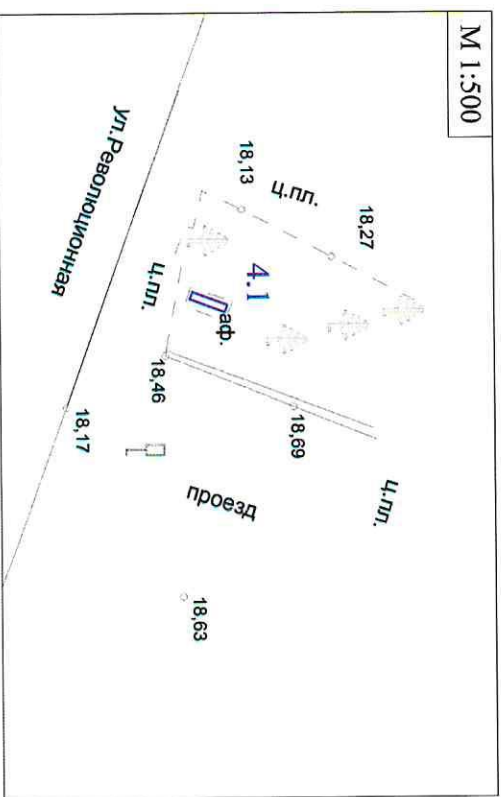 М 1:500
ц.пл.
18,69
18,27
18,13
ц.пл.
4.1
аф.
18,46
ц.пл.
проезд
18,63
18,17
ул.Революционная